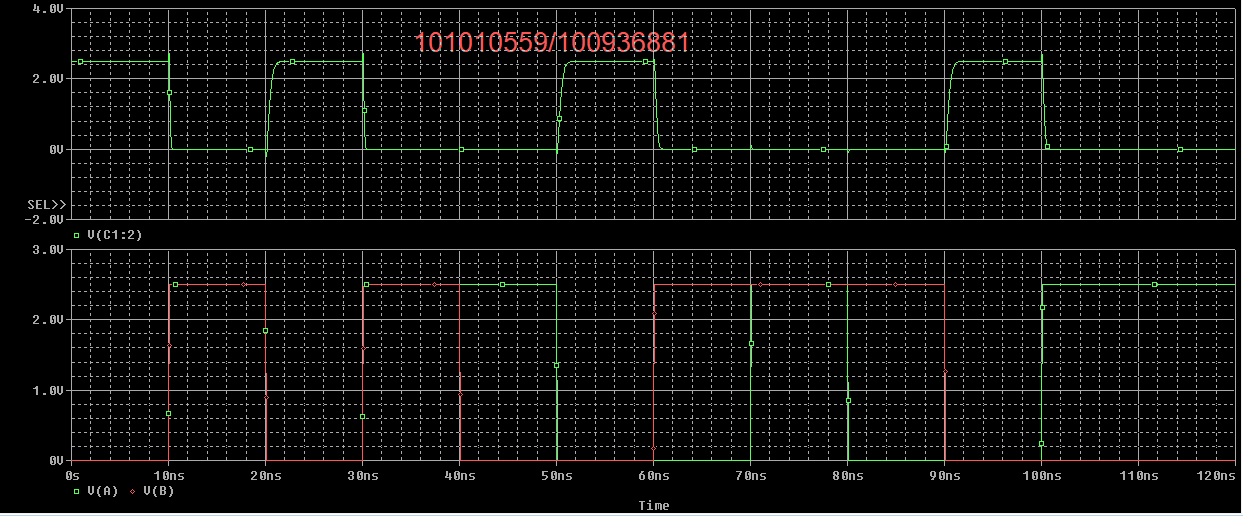 4.0V
101010559/100936881
2.0V
0V
SEL>>
-2.0V
V(C1:2)
3.0V
2.0V
1.0V
0V
0s 10ns 20ns 30ns 40ns 50ns 60ns 70ns 80ns 90ns 100ns 110ns 120ns
V(A) V(B)
Time